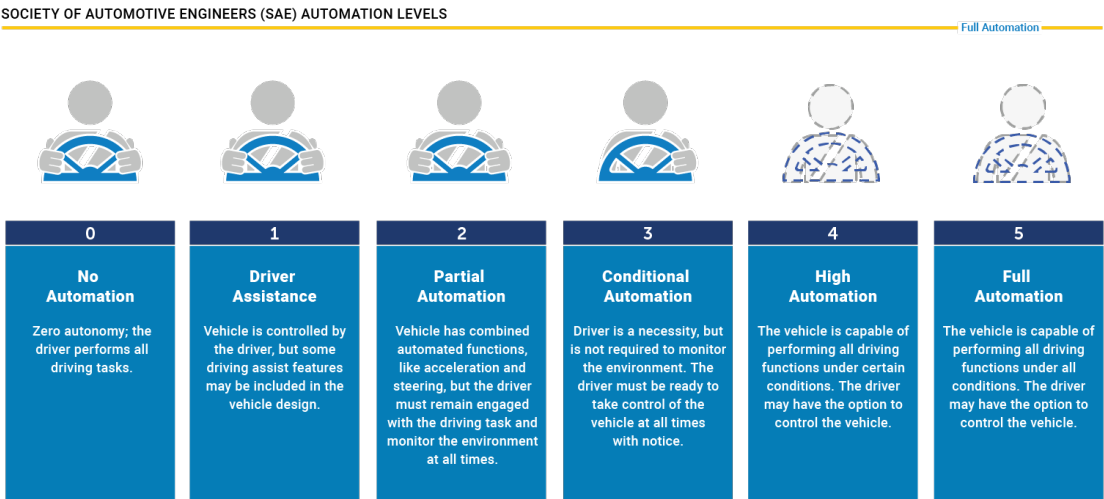 SOCIETY OF AUTOMOTIVE ENGINEERS (SAE) AUTOMATION LEVELS
Full Automation
0
No
Automation
Zero autonomy; the
driver performs all
driving tasks.
1
Driver
Assistance
Vehicle is controlled by
the driver, but some
driving assist features
may be included in the
vehicle design.
2
Partial
Automation
Vehicle has combined
automated functions,
like acceleration and
steering, but the driver
must remain engaged
with the driving task and
monitor the environment
at all times.
3
Conditional
Automation
Driver is a necessity, but
is not required to monitor
the environment. The
driver must be ready to
take control of the
vehicle at all times
with notice.
4
High
Automation
The vehicle is capable of
performing all driving
functions under certain
conditions. The driver
may have the option to
control the vehicle.
5
Full
Automation
The vehicle is capable of
performing all driving
functions under all
conditions. The driver
may have the option to
control the vehicle.